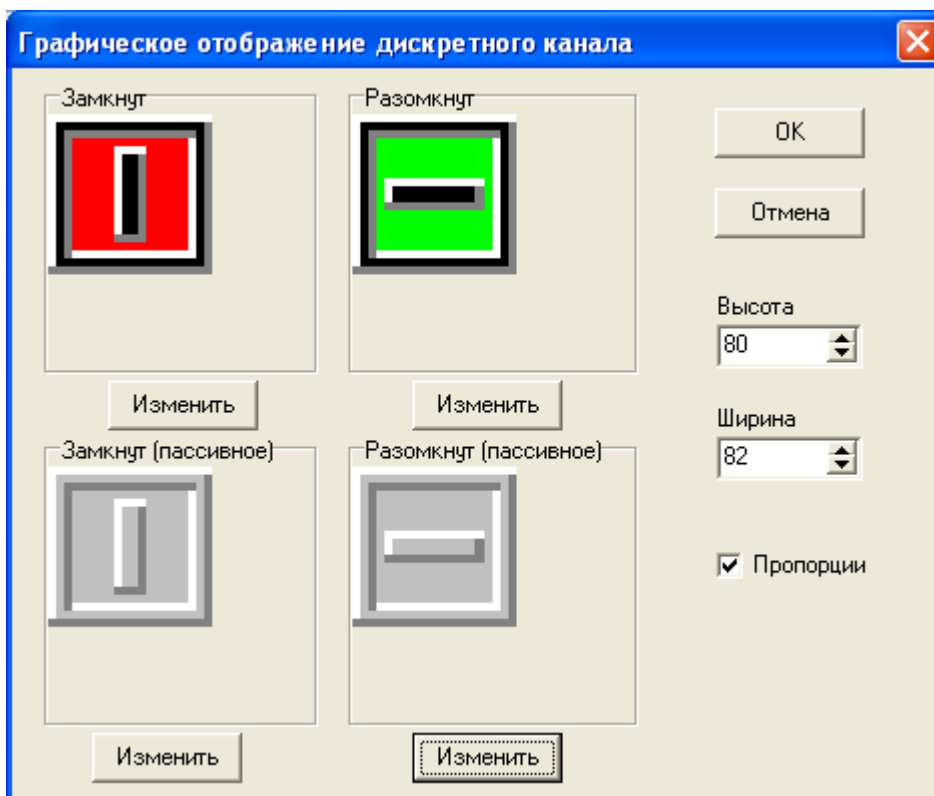 Графическое отображение дискретного канала
Замкнут
Разомкнут
OK
Отмена
Высота
80
Изменить
Изменить
Ширина
82
Замкнут (пассивное)
Разомкнут (пассивное)
Пропорции
Изменить
Изменить